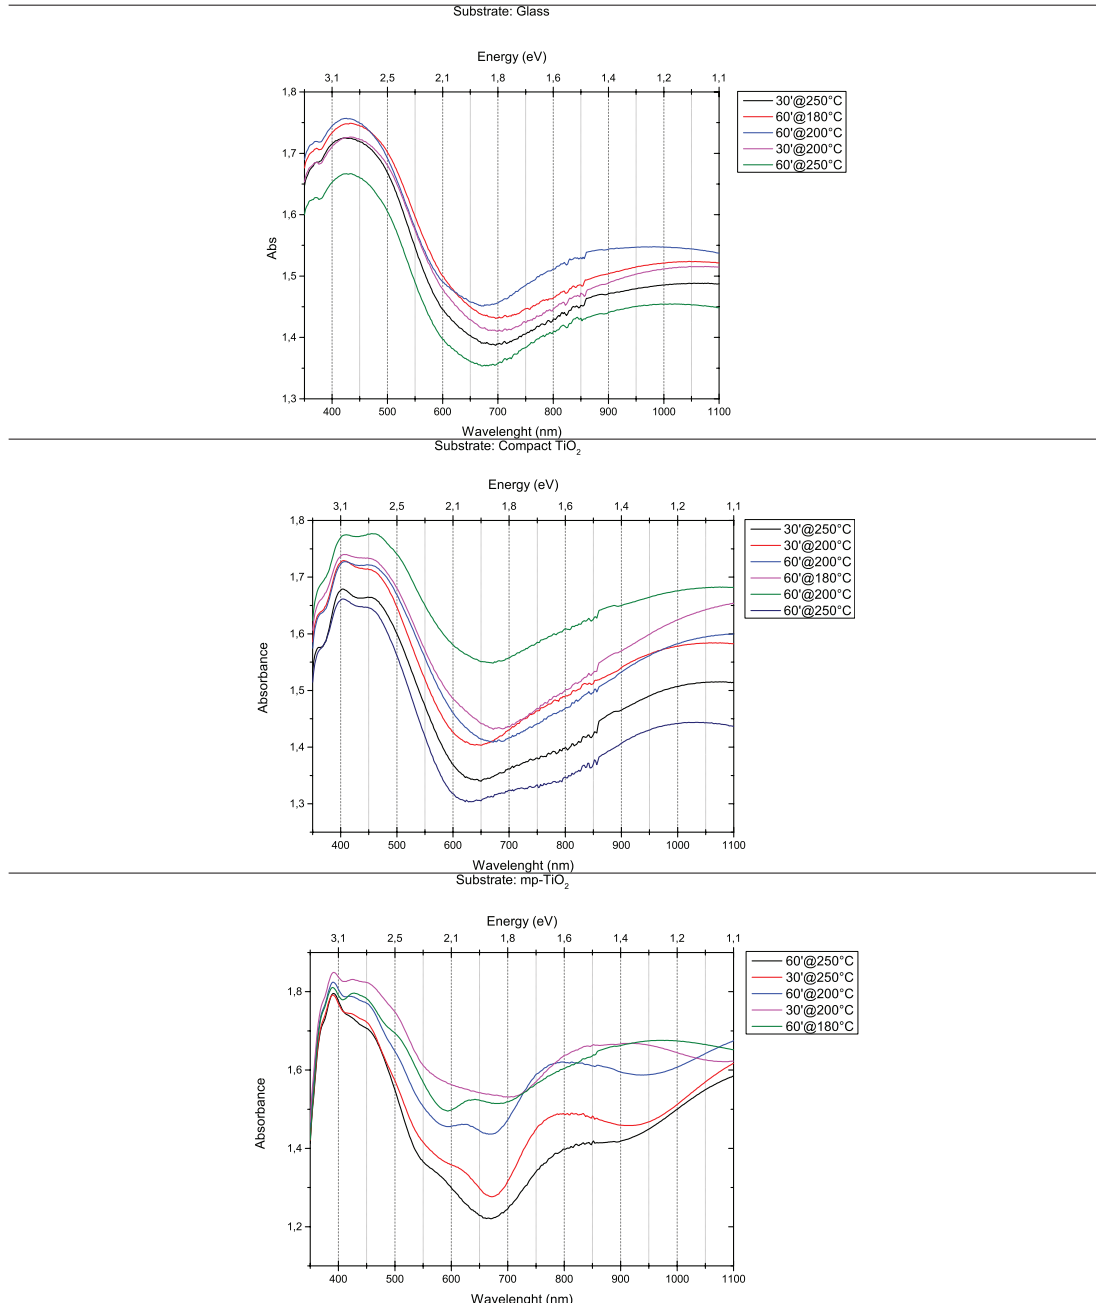 Substrate: Glass
Energy (eV)
3,1 2,5 2,1 1,8 1,6 1,4 1,2 1,1
1,8
1,7
1,6
1,5
1,4
1,3
Abs
400 500 600 700 800 900 1000 1100
Wavelenght (nm)
30'@250°C
60'@180°C
60'@200°C
30'@200°C
60'@250°C
Substrate: Compact TiO2
Energy (eV)
3,1 2,5 2,1 1,8 1,6 1,4 1,2 1,1
1,8
1,7
1,6
1,5
1,4
1,3
Absorbance
400 500 600 700 800 900 1000 1100
Wavelenght (nm)
30'@250°C
30'@200°C
60'@200°C
60'@180°C
60'@200°C
60'@250°C
Substrate: mp-TiO2
Energy (eV)
3,1 2,5 2,1 1,8 1,6 1,4 1,2 1,1
1,8
1,6
1,4
1,2
Absorbance
400 500 600 700 800 900 1000 1100
Wavelenght (nm)
60'@250°C
30'@250°C
60'@200°C
30'@200°C
60'@180°C